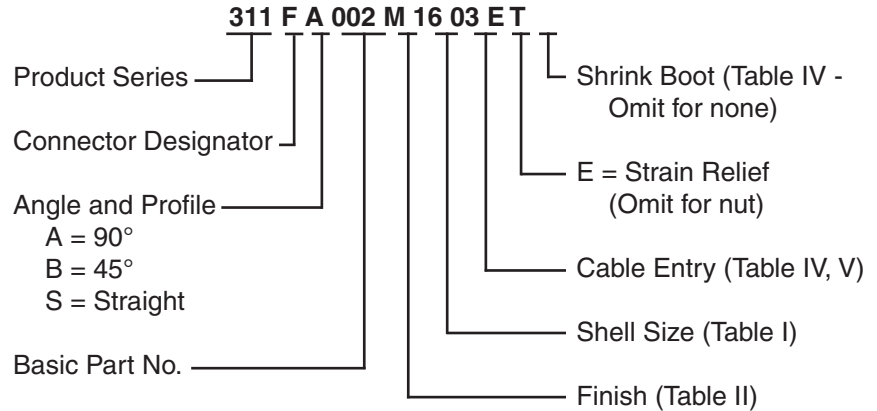 311 F A 002 M 16 03 E T
Product Series
Connector Designator
Angle and Profile
A = 90°
B = 45°
S = Straight
Basic Part No.
Shrink Boot (Table IV -
Omit for none)
E = Strain Relief
(Omit for nut)
Cable Entry (Table IV, V)
Shell Size (Table I)
Finish (Table II)